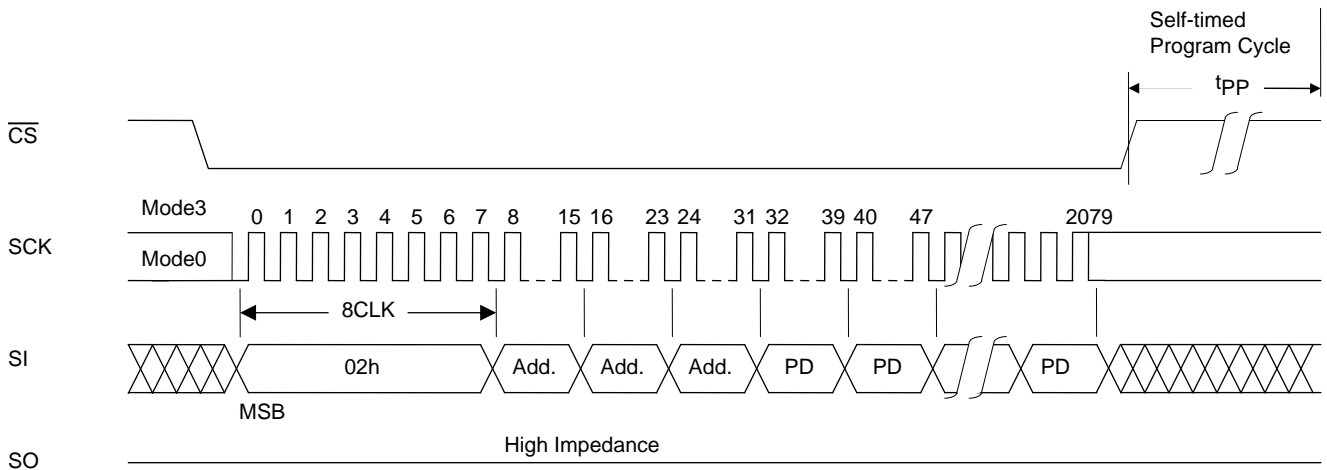 Self-timed
Program Cycle
tPP
CS
Mode3
0 1 2 3 4 5 6 7 8 15 16 23 24 31 32 39 40 47 2079
SCK
Mode0
8CLK
SI
02h Add. Add. Add. PD PD PD
MSB
High Impedance
SO